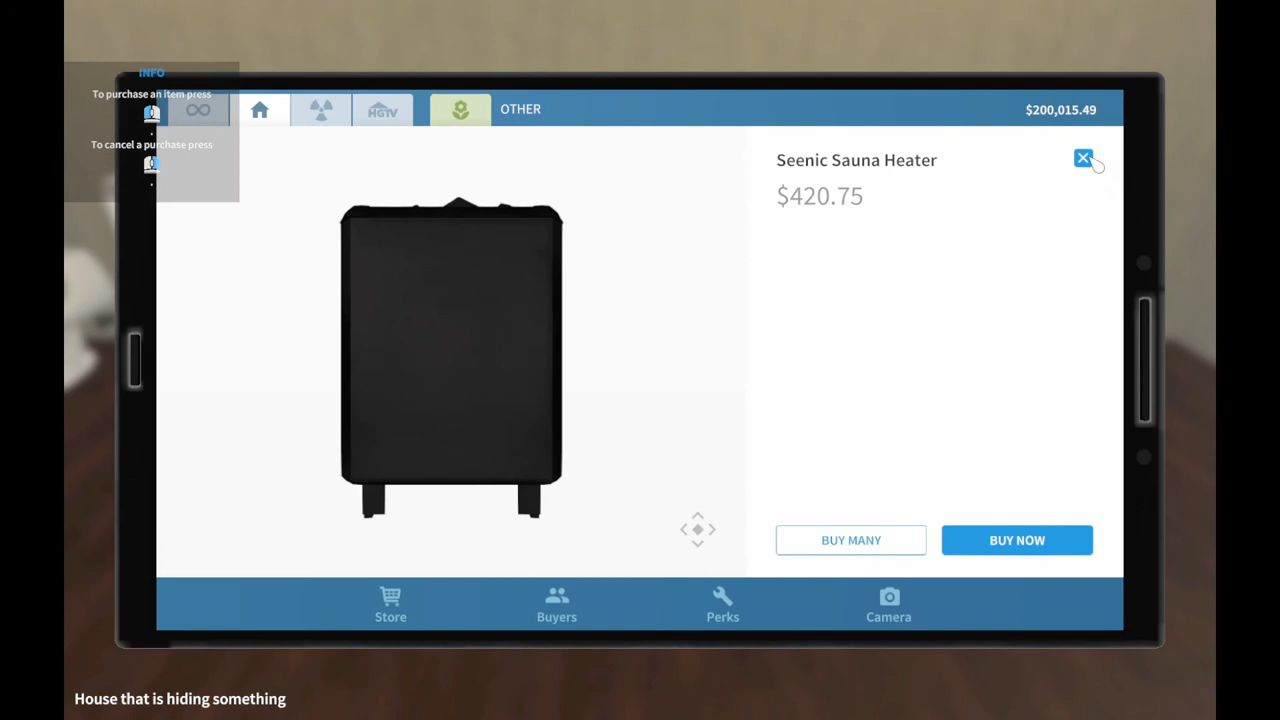 INFO
To purchase an item press
.
To cancel a purchase press
.
HGTV
OTHER
$200,015.49
Seenic Sauna Heater
$420.75
BUY MANY
BUY NOW
Store
Buyers
Perks
Camera
House that is hiding something